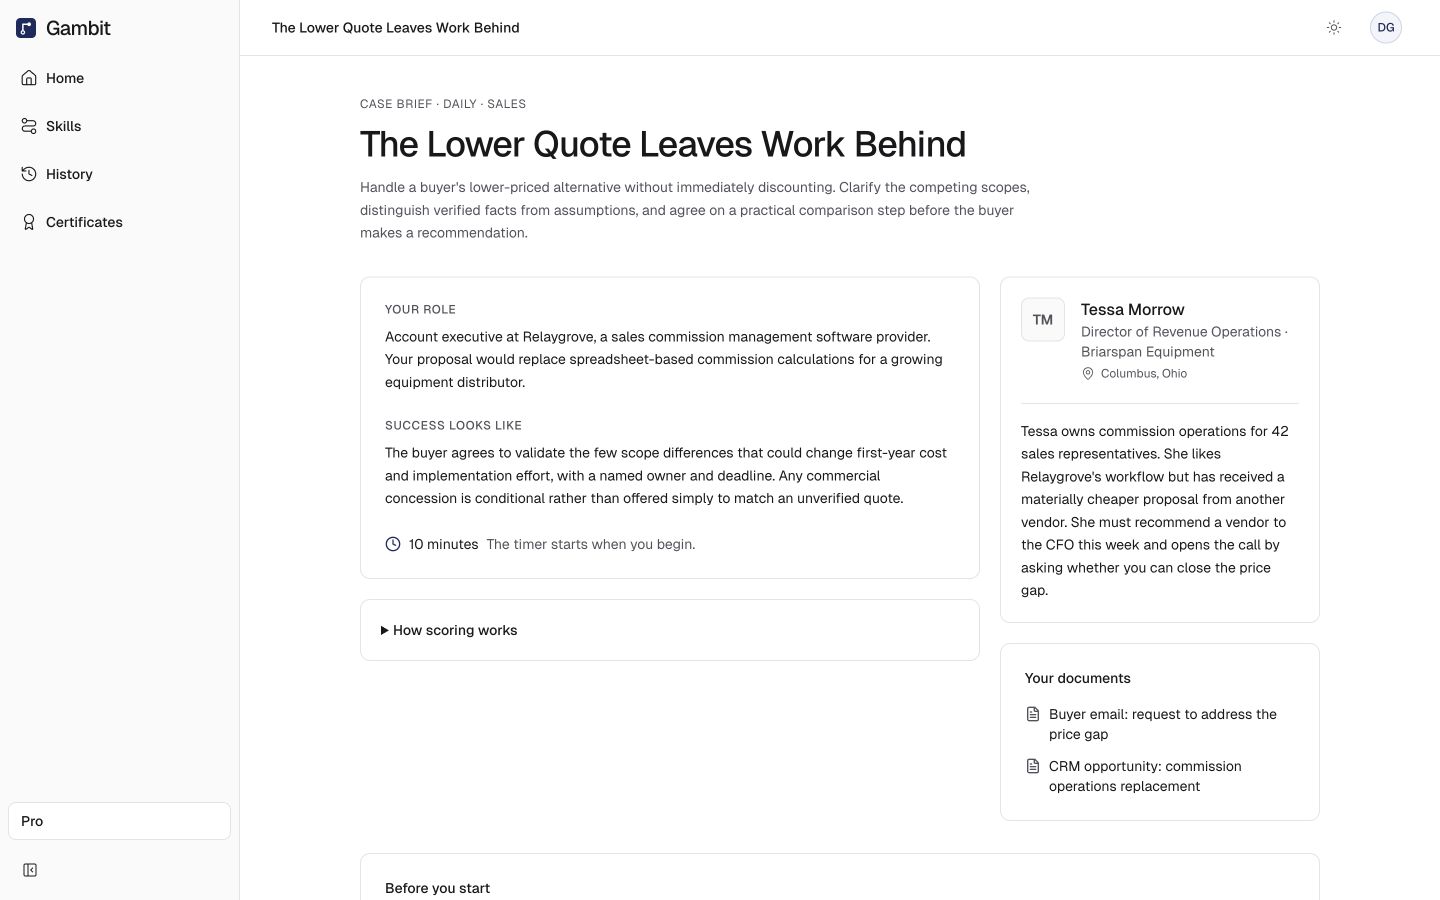 Gambit
Home
Skills
History
Certificates
Pro
The Lower Quote Leaves Work Behind
DG
CASE BRIEF · DAILY · SALES
The Lower Quote Leaves Work Behind
Handle a buyer's lower-priced alternative without immediately discounting. Clarify the competing scopes,
distinguish verified facts from assumptions, and agree on a practical comparison step before the buyer
makes a recommendation.
YOUR ROLE
Account executive at Relaygrove, a sales commission management software provider.
Your proposal would replace spreadsheet-based commission calculations for a growing
equipment distributor.
SUCCESS LOOKS LIKE
The buyer agrees to validate the few scope differences that could change first-year cost
and implementation effort, with a named owner and deadline. Any commercial
concession is conditional rather than offered simply to match an unverified quote.
10 minutes The timer starts when you begin.
How scoring works
TM
Tessa Morrow
Director of Revenue Operations ·
Briarspan Equipment
Columbus, Ohio
Tessa owns commission operations for 42
sales representatives. She likes
Relaygrove's workflow but has received a
materially cheaper proposal from another
vendor. She must recommend a vendor to
the CFO this week and opens the call by
asking whether you can close the price
gap.
Your documents
Buyer email: request to address the
price gap
CRM opportunity: commission
operations replacement
Before you start